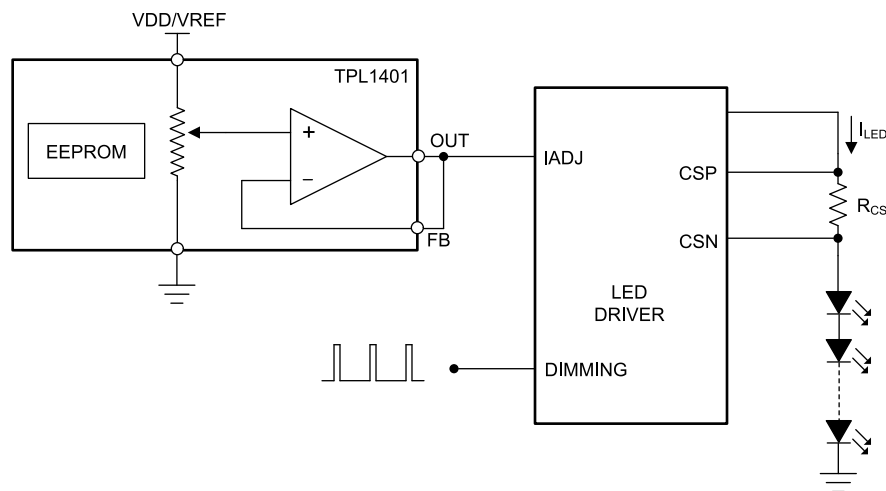 VDD/VREF
TPL1401
EEPROM
+
−
OUT
FB
IADJ
CSP
CSN
LED
DRIVER
DIMMING
ILED
RCS